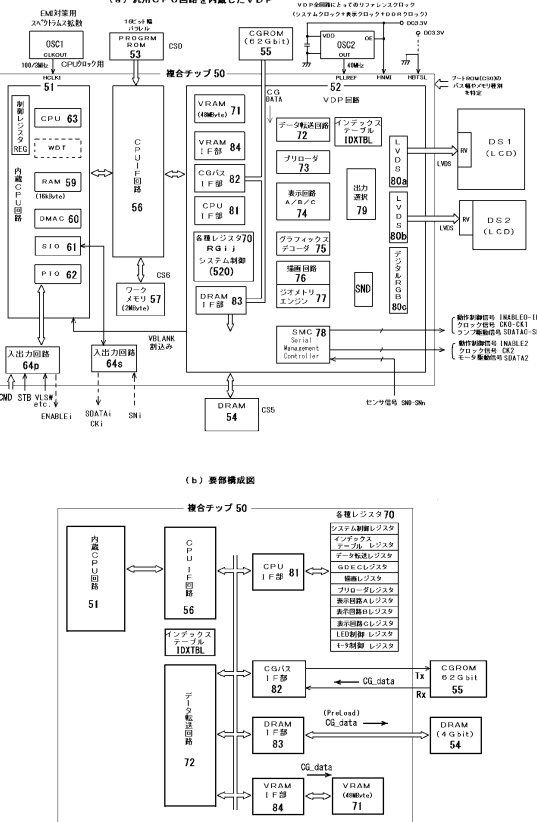 (a) 汎用CPU回路を内蔵したVDP
EMI対策用
スペクトラムス拡散
OSC1
CLKOUT
100/3MHz
CPUクロック用
16ビット幅
パラレル
PROGRM
ROM
53
CS0
CGROM
(62Gbit)
55
VDP全回路にとってのリファレンスクロック
(システムクロック+表示クロック+DDRクロック)
VDD
OE
OSC2
OUT
40MHz
DC3.3V
DC3.3V
ブートROM(CS0)の
バス幅やメモリ種別
を特定
複合チップ 50
HCLKI
PLLREF
HNMI
HBTSL
51
制御レジスタ
REG
内蔵CPU回路
CPU 63
WDT
RAM 59
(16kByte)
DMAC 60
SIO 61
PIO 62
CPUIF回路
56
CS6
ワーク
メモリ 57
(2MByte)
52
VDP回路
CG
DATA
VRAM 71
(48MByte)
VRAM
IF部 84
CGバス
IF部 82
CPU
IF部 81
各種レジスタ70
RGij
システム制御
(520)
DRAM
IF部 83
データ転送回路
72
インデックス
テーブル
IDXTBL
プリローダ
73
表示回路
A/B/C
74
出力
選択
79
グラフィックス
デコーダ 75
描画回路
76
ジオメトリ
エンジン 77
SND
SMC 78
Serial
Management
Controller
LVDS
80a
LVDS
80b
デジタルRGB
80c
LVDS
RV
DS1
(LCD)
LVDS
RV
DS2
(LCD)
VBLANK
割込み
入出力回路
64p
入出力回路
64s
CMD
STB
VLSW
etc.
ENABLEi
SDATAi
CKi
SNi
DRAM
54
CS5
動作制御信号
クロック信号 CK0-CK1
ランプ駆動信号
動作制御信号 INABLE2
クロック信号 CK2
モータ駆動信号 SDATA2
センサ信号 SN0-SNn
(b) 要部構成図
複合チップ 50
内蔵CPU回路
51
CPUIF回路
56
インデックス
テーブル
IDXTBL
データ転送回路
72
CPU
IF部 81
各種レジスタ 70
システム制御レジスタ
インデックス
テーブル レジスタ
データ転送レジスタ
GDECレジスタ
描画レジスタ
プリローダレジスタ
表示回路Aレジスタ
表示回路Bレジスタ
表示回路Cレジスタ
LED制御 レジスタ
モータ制御 レジスタ
CGバス
IF部
82
CG_data
Tx
Rx
CGROM
62Gbit
55
DRAM
IF部
83
(PreLoad)
CG_data
DRAM
(4Gbit)
54
CG_data
VRAM
IF部
84
VRAM
(48MByte)
71